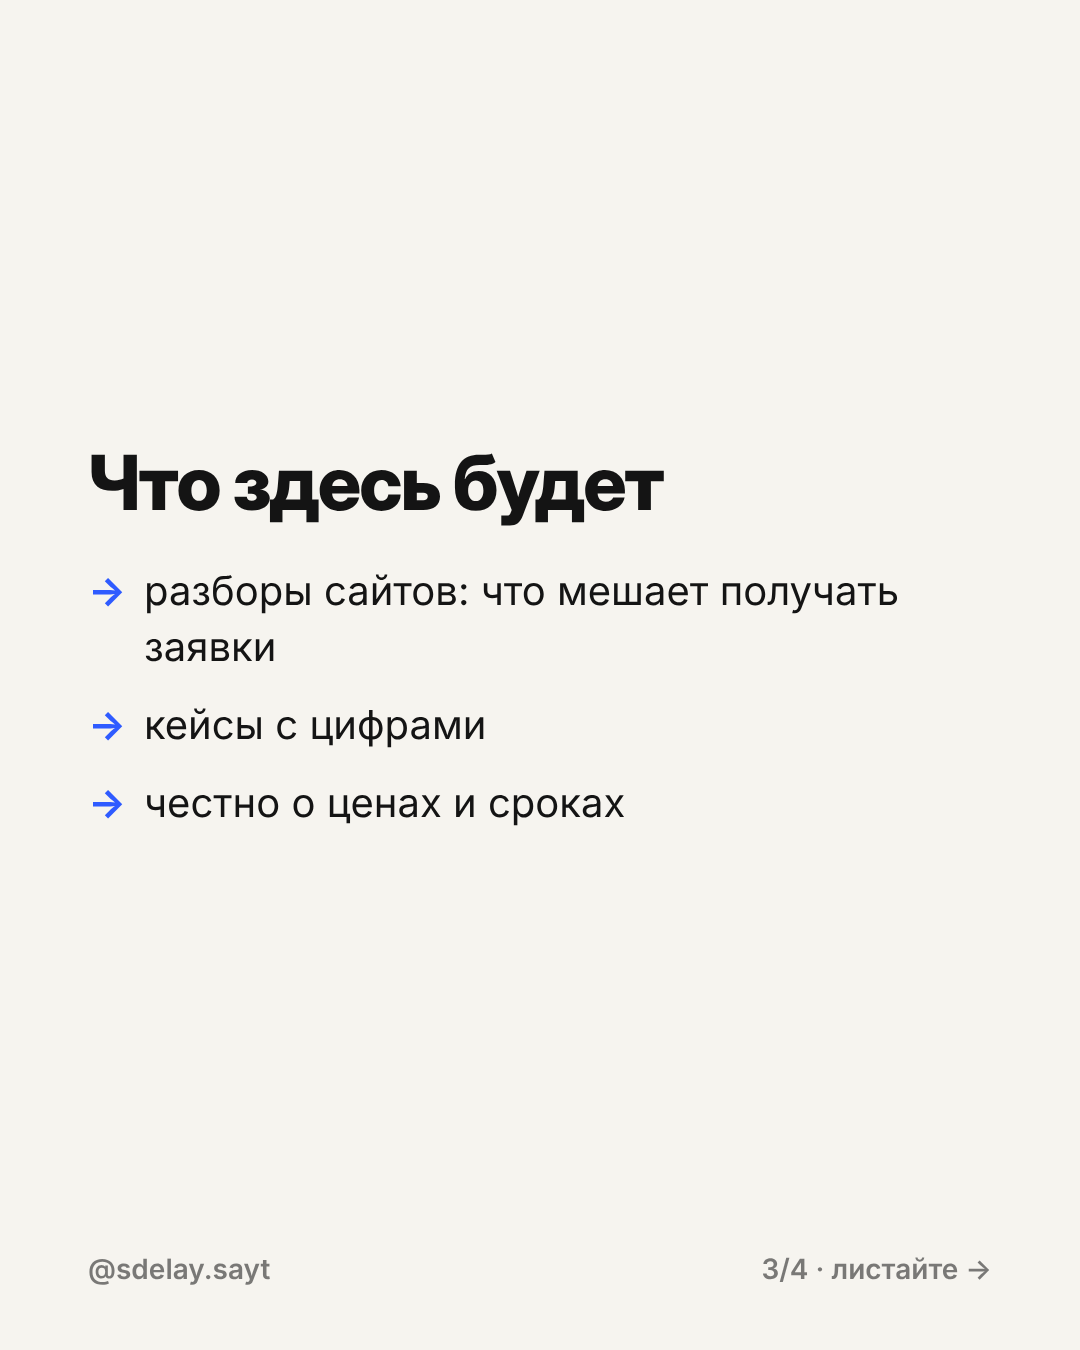 Что здесь будет
→ разборы сайтов: что мешает получать
заявки
→ кейсы с цифрами
→ честно о ценах и сроках
@sdelay.sayt
3/4 · листайте →